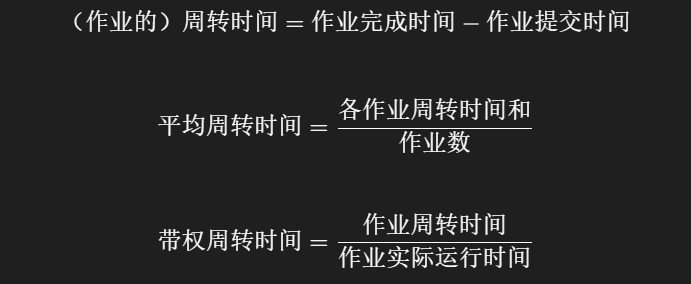 （作业的）周转时间 = 作业完成时间 − 作业提交时间
平均周转时间 = 各作业周转时间和
作业数
带权周转时间 = 作业周转时间
作业实际运行时间